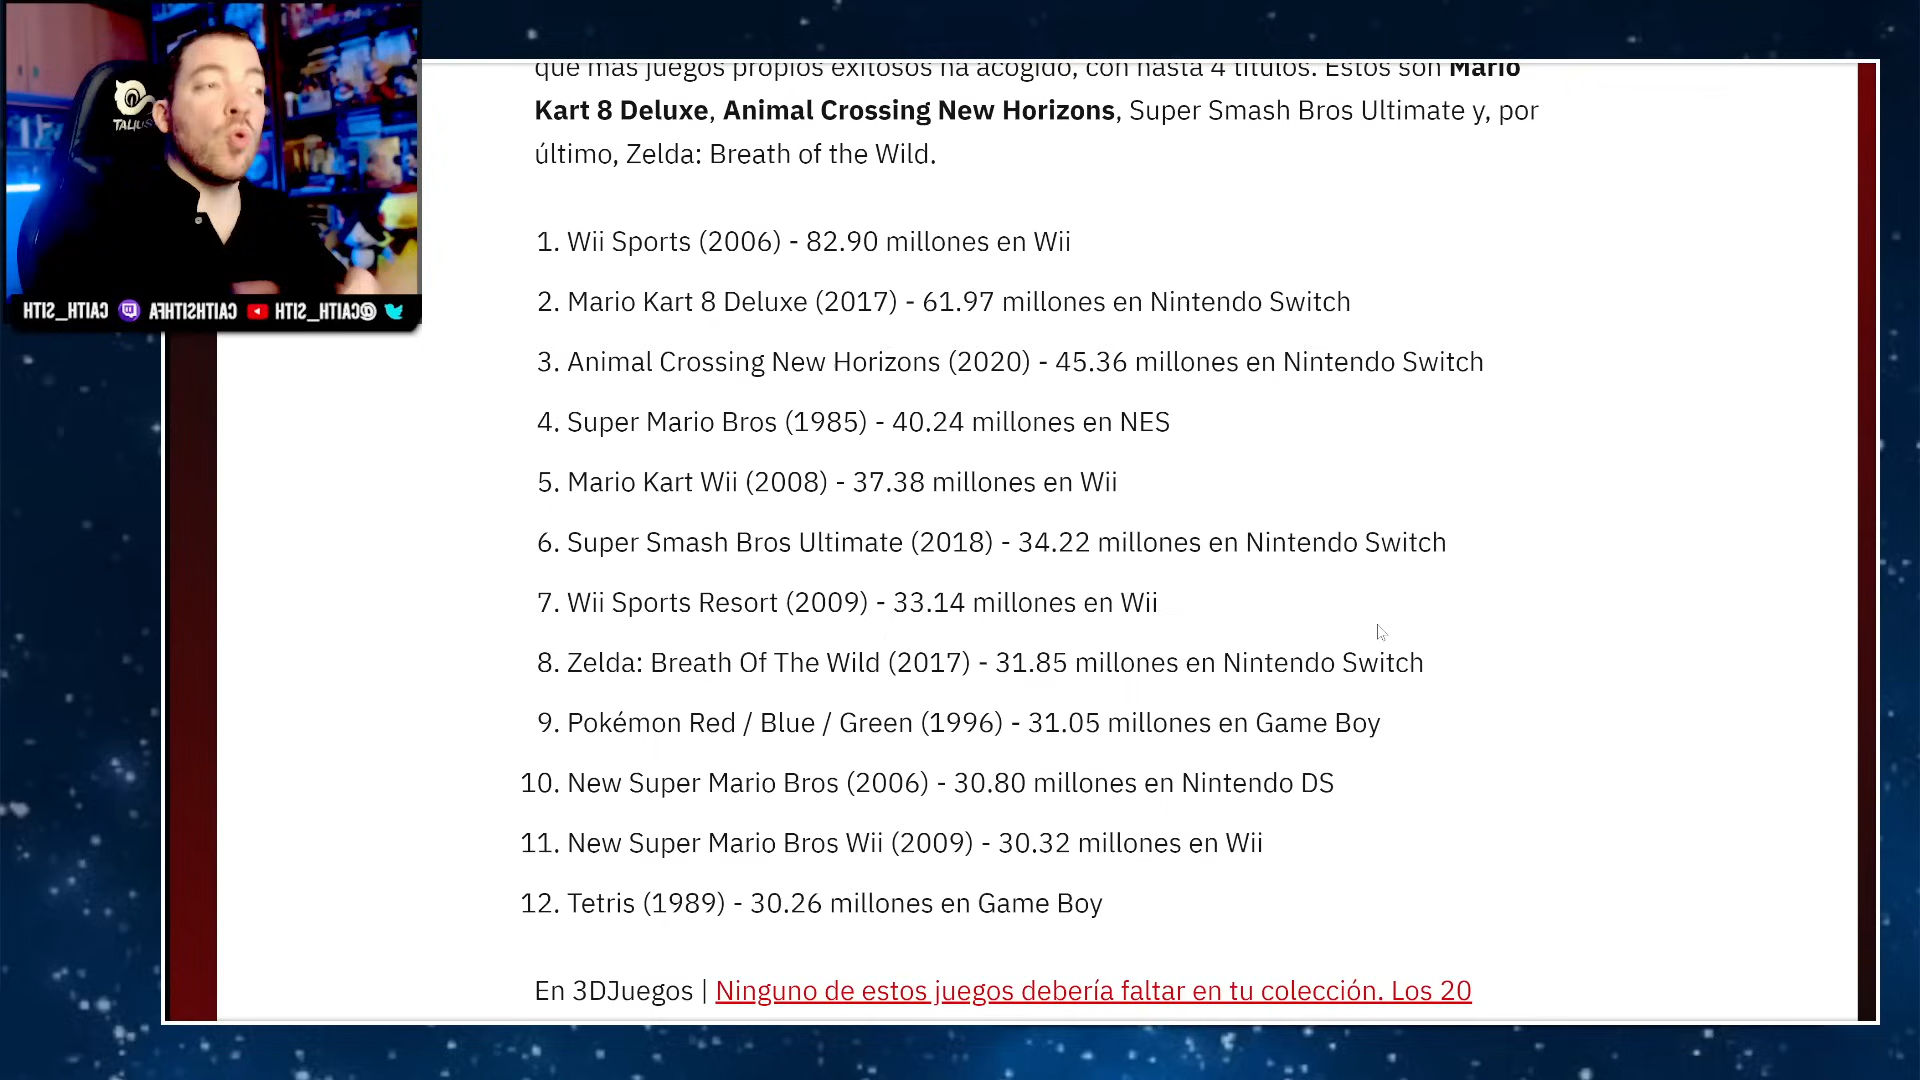 que más juegos propios exitosos ha acogido, con hasta 4 títulos. Estos son Mario
Kart 8 Deluxe, Animal Crossing New Horizons, Super Smash Bros Ultimate y, por
último, Zelda: Breath of the Wild.
TALIUS
CAITH_SITH CAITHSITHFA @CAITH_SITH
1. Wii Sports (2006) - 82.90 millones en Wii
2. Mario Kart 8 Deluxe (2017) - 61.97 millones en Nintendo Switch
3. Animal Crossing New Horizons (2020) - 45.36 millones en Nintendo Switch
4. Super Mario Bros (1985) - 40.24 millones en NES
5. Mario Kart Wii (2008) - 37.38 millones en Wii
6. Super Smash Bros Ultimate (2018) - 34.22 millones en Nintendo Switch
7. Wii Sports Resort (2009) - 33.14 millones en Wii
8. Zelda: Breath Of The Wild (2017) - 31.85 millones en Nintendo Switch
9. Pokémon Red / Blue / Green (1996) - 31.05 millones en Game Boy
10. New Super Mario Bros (2006) - 30.80 millones en Nintendo DS
11. New Super Mario Bros Wii (2009) - 30.32 millones en Wii
12. Tetris (1989) - 30.26 millones en Game Boy
En 3DJuegos | Ninguno de estos juegos debería faltar en tu colección. Los 20